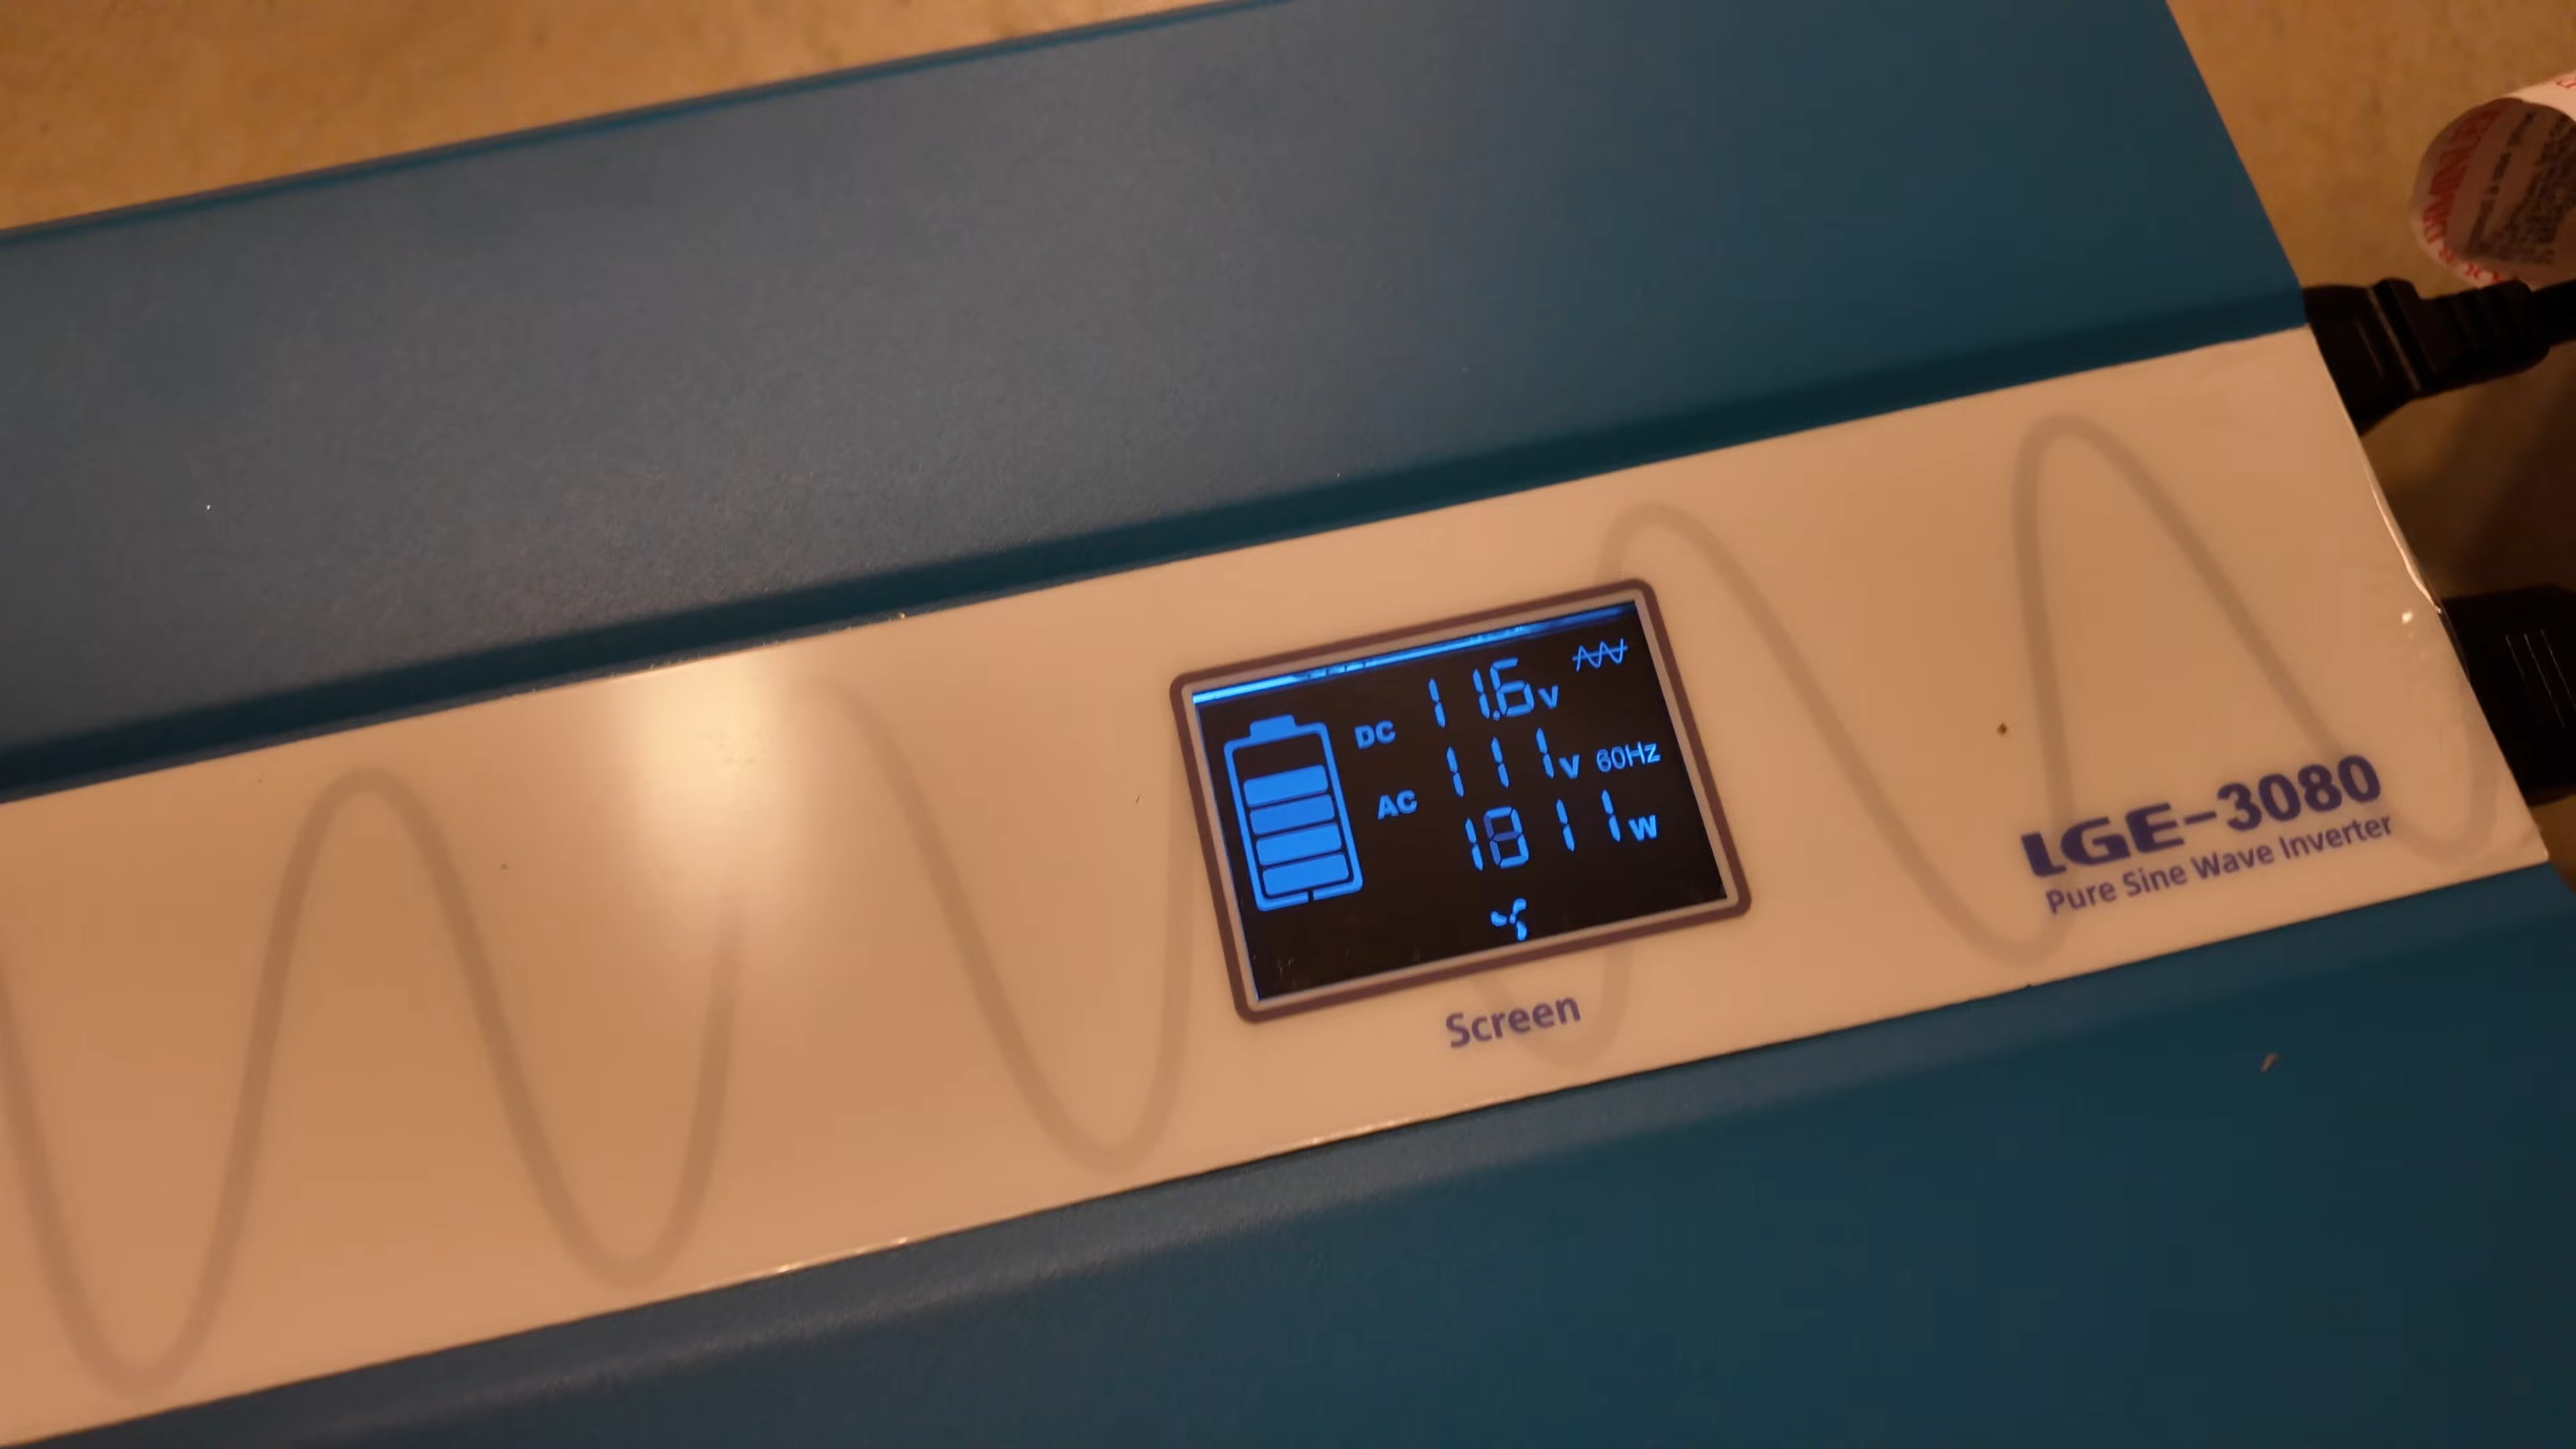 DC 11.6V
AC 111V 60Hz
1811W
Screen
LGE-3080
Pure Sine Wave Inverter